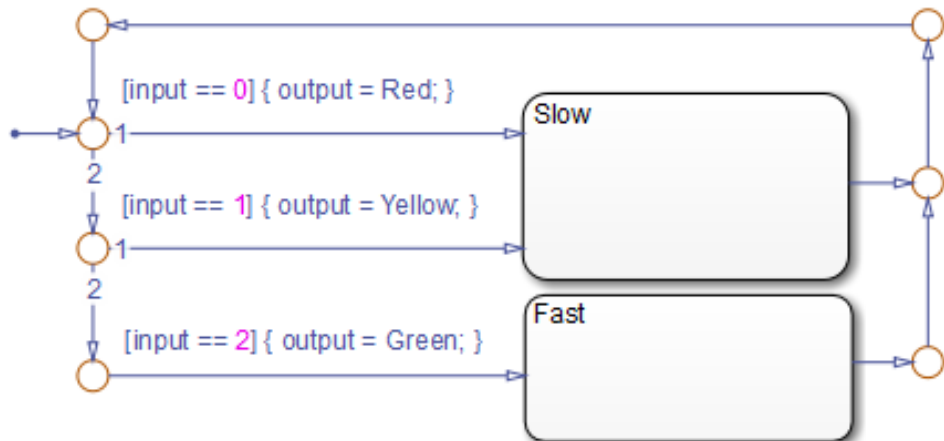 [input == 0] { output = Red; }
Slow
1
2
[input == 1] { output = Yellow; }
1
2
Fast
[input == 2] { output = Green; }